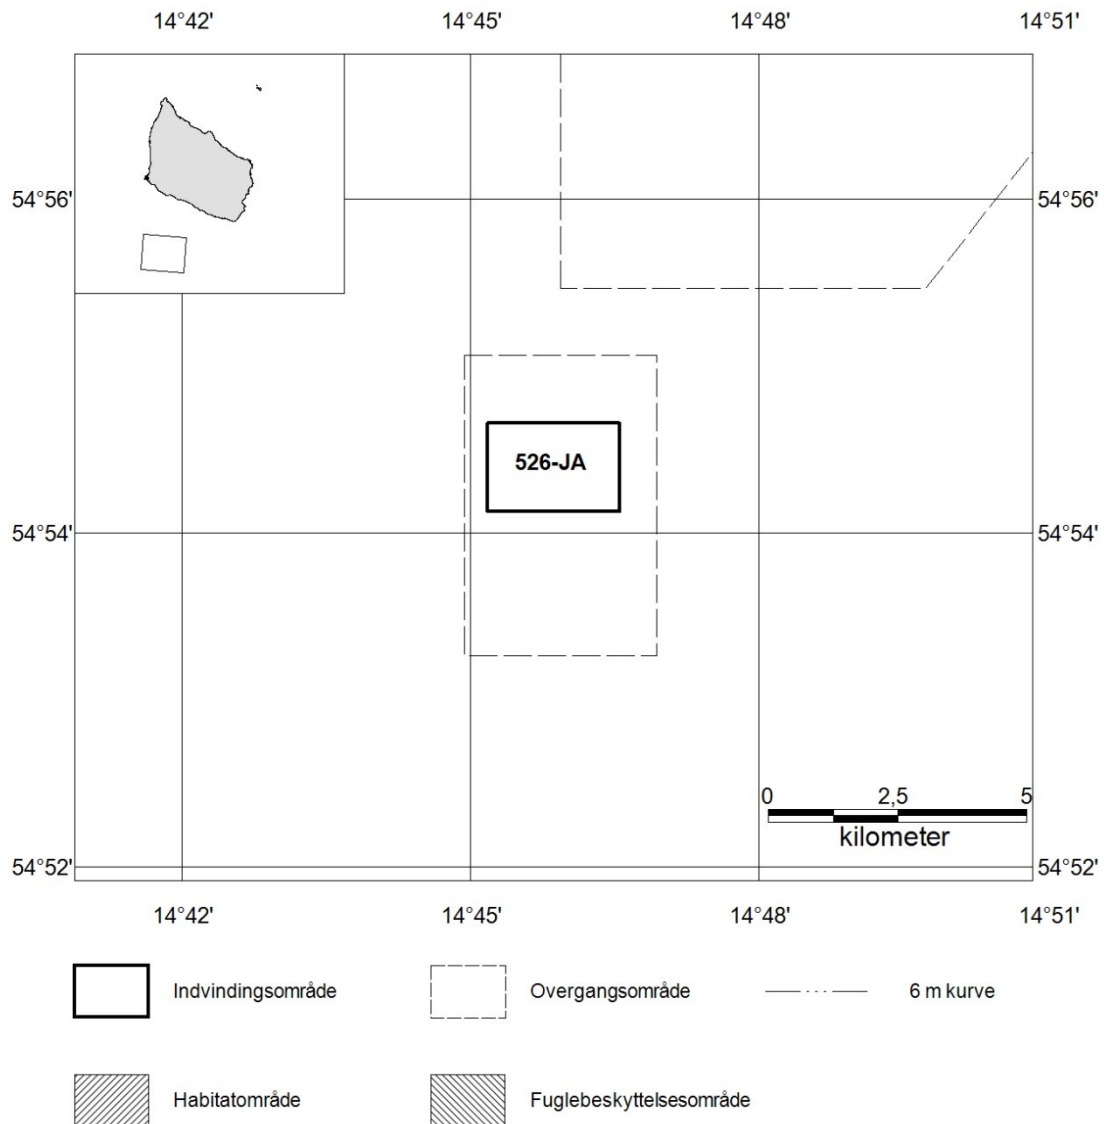 14°42' 14°45' 14°48' 14°51'
54°56' 54°56'
526-JA
54°54' 54°54'
0 2,5 5
kilometer
54°52' 54°52'
14°42' 14°45' 14°48' 14°51'
Indvindingsområde Overgangsområde 6 m kurve
Habitatområde Fuglebeskyttelsesområde